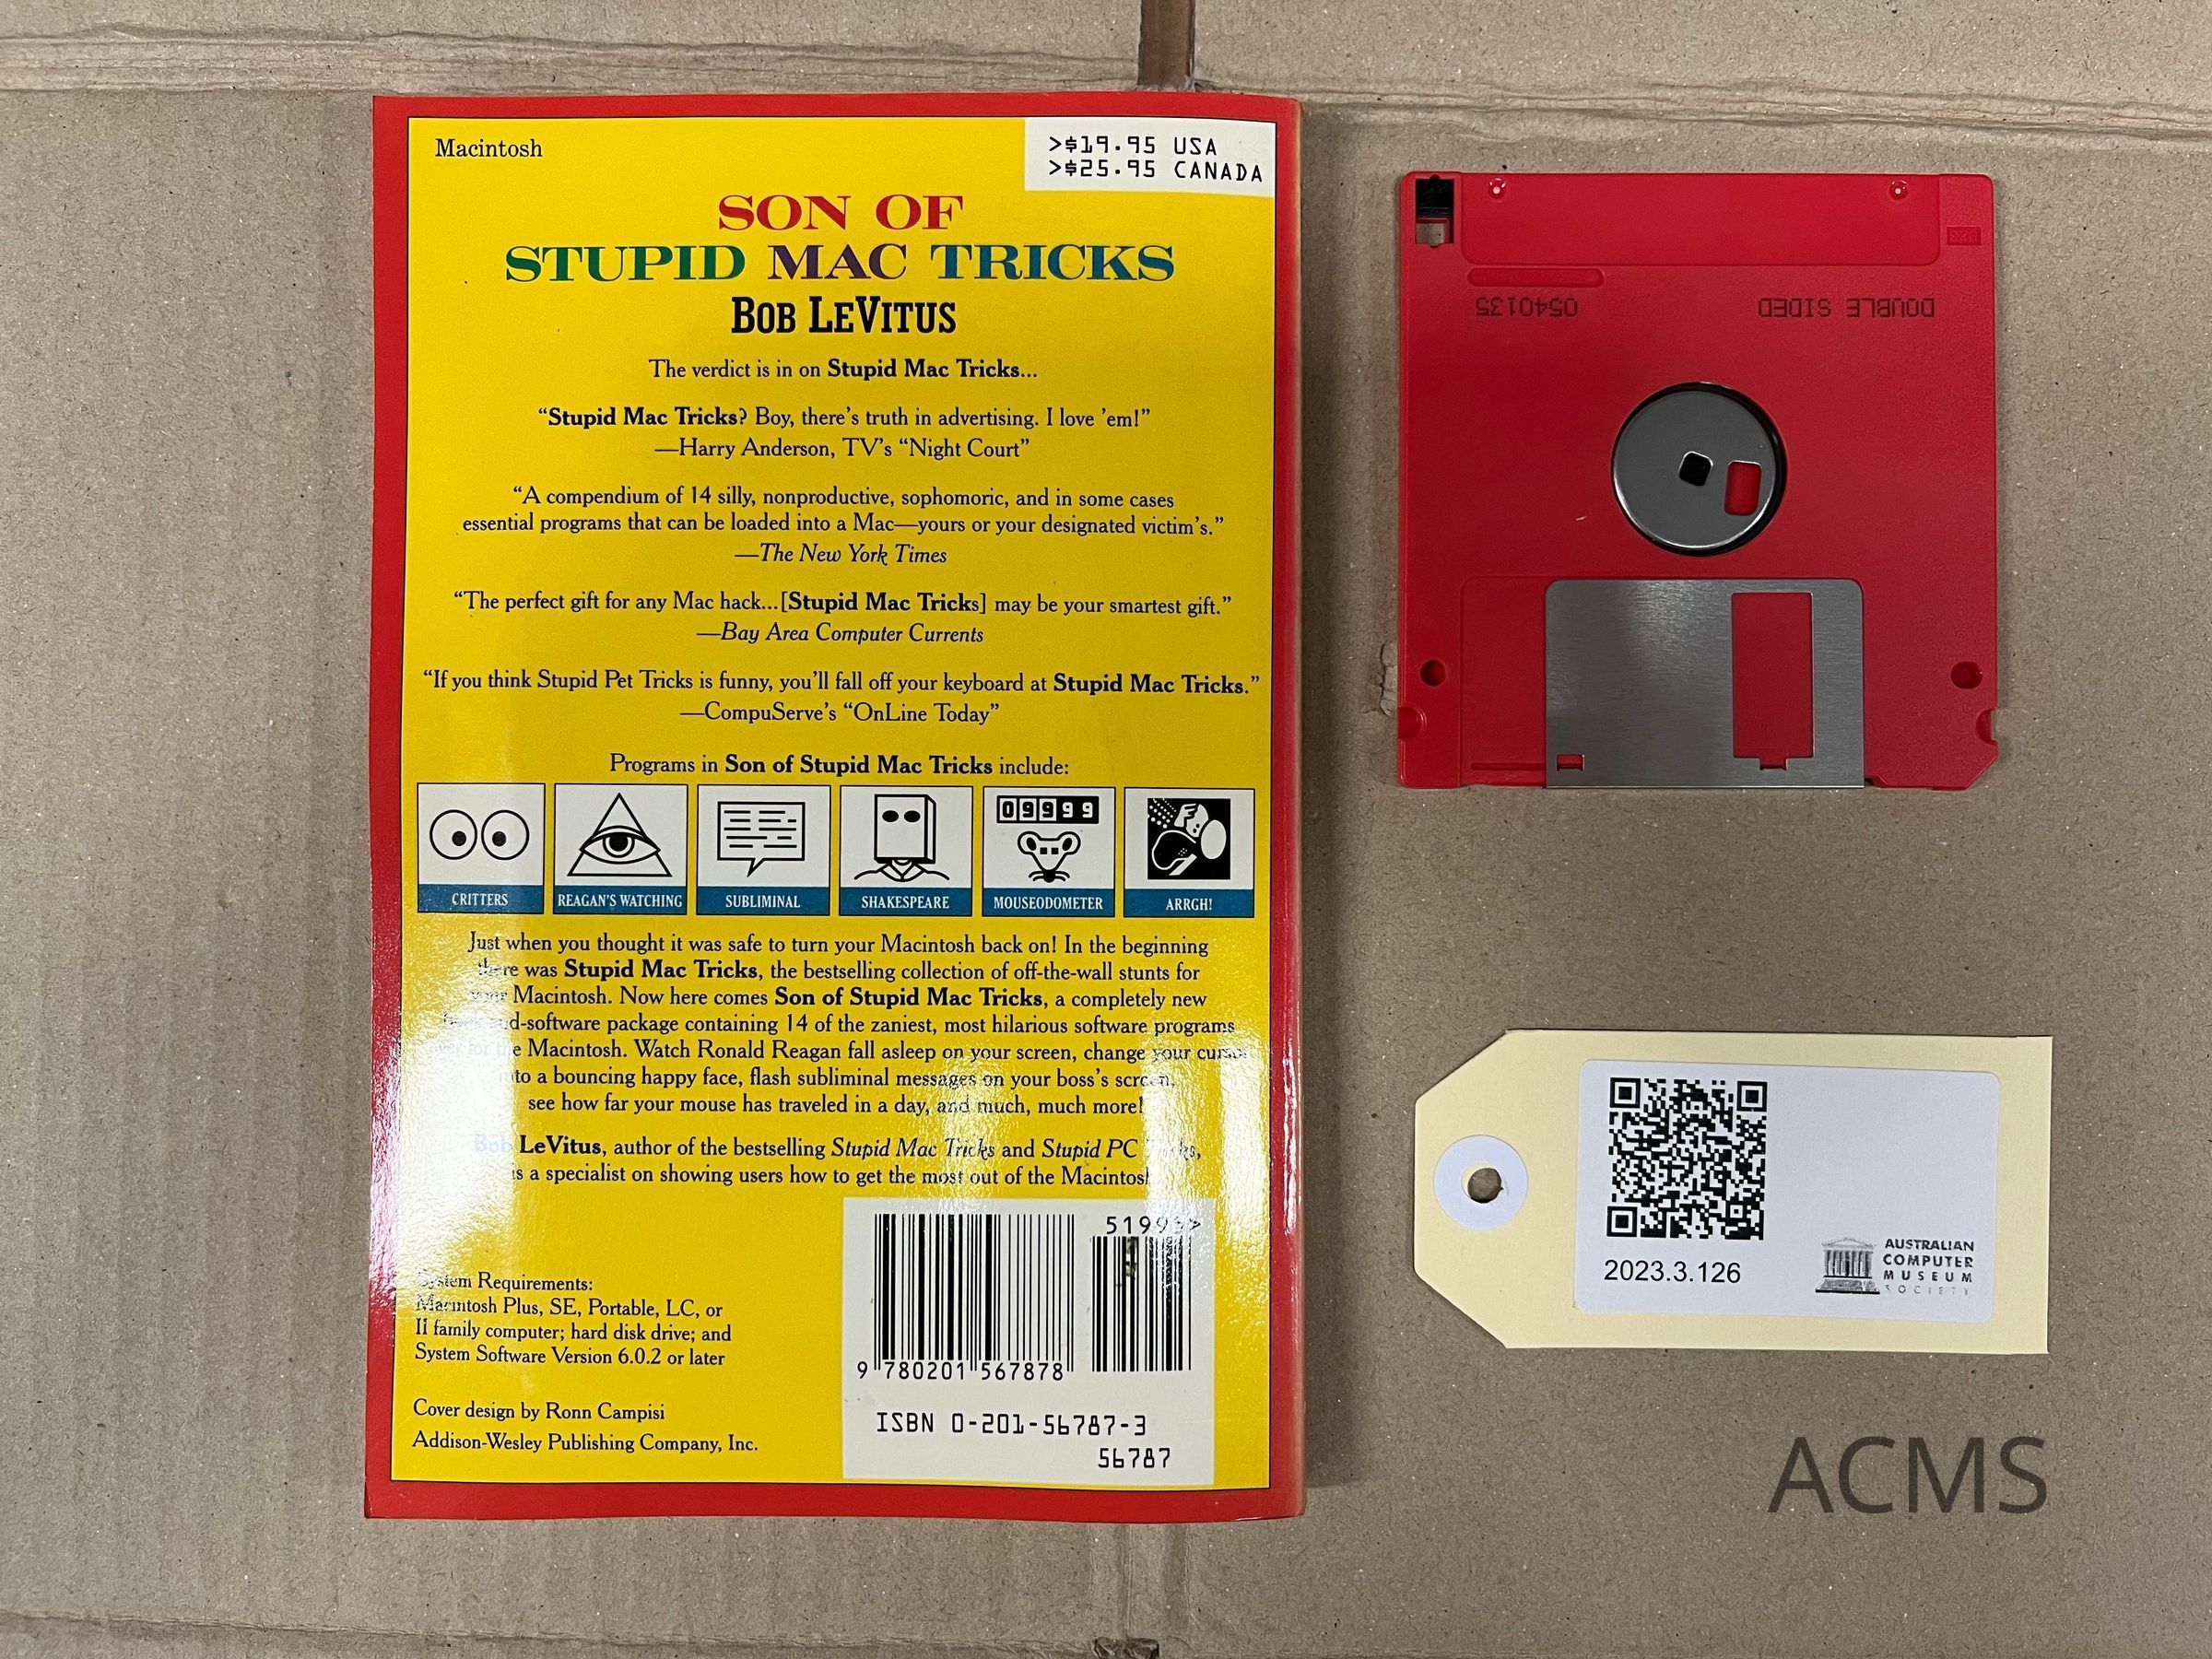 Macintosh
>$19.95 USA
>$25.95 CANADA
SON OF
STUPID MAC TRICKS
BOB LEVITUS
The verdict is in on Stupid Mac Tricks...
“Stupid Mac Tricks? Boy, there’s truth in advertising. I love ’em!”
—Harry Anderson, TV’s “Night Court”
“A compendium of 14 silly, nonproductive, sophomoric, and in some cases
essential programs that can be loaded into a Mac—yours or your designated victim’s.”
—The New York Times
“The perfect gift for any Mac hack...[Stupid Mac Tricks] may be your smartest gift.”
—Bay Area Computer Currents
“If you think Stupid Pet Tricks is funny, you’ll fall off your keyboard at Stupid Mac Tricks.”
—CompuServe’s “OnLine Today”
Programs in Son of Stupid Mac Tricks include:
09999
CRITTERS
REAGAN’S WATCHING
SUBLIMINAL
SHAKESPEARE
MOUSEODOMETER
ARRGH!
Just when you thought it was safe to turn your Macintosh back on! In the beginning
there was Stupid Mac Tricks, the bestselling collection of off-the-wall stunts for
your Macintosh. Now here comes Son of Stupid Mac Tricks, a completely new
book-and-software package containing 14 of the zaniest, most hilarious software programs
ever for the Macintosh. Watch Ronald Reagan fall asleep on your screen, change your cursor
into a bouncing happy face, flash subliminal messages on your boss’s screen,
see how far your mouse has traveled in a day, and much, much more!
Bob LeVitus, author of the bestselling Stupid Mac Tricks and Stupid PC Tricks,
is a specialist on showing users how to get the most out of the Macintosh
System Requirements:
Macintosh Plus, SE, Portable, LC, or
II family computer; hard disk drive; and
System Software Version 6.0.2 or later
Cover design by Ronn Campisi
Addison-Wesley Publishing Company, Inc.
9 780201 567878
ISBN 0-201-56787-3
56787
DOUBLE SIDED
0540135
2023.3.126
AUSTRALIAN
COMPUTER
MUSEUM
SOCIETY
ACMS